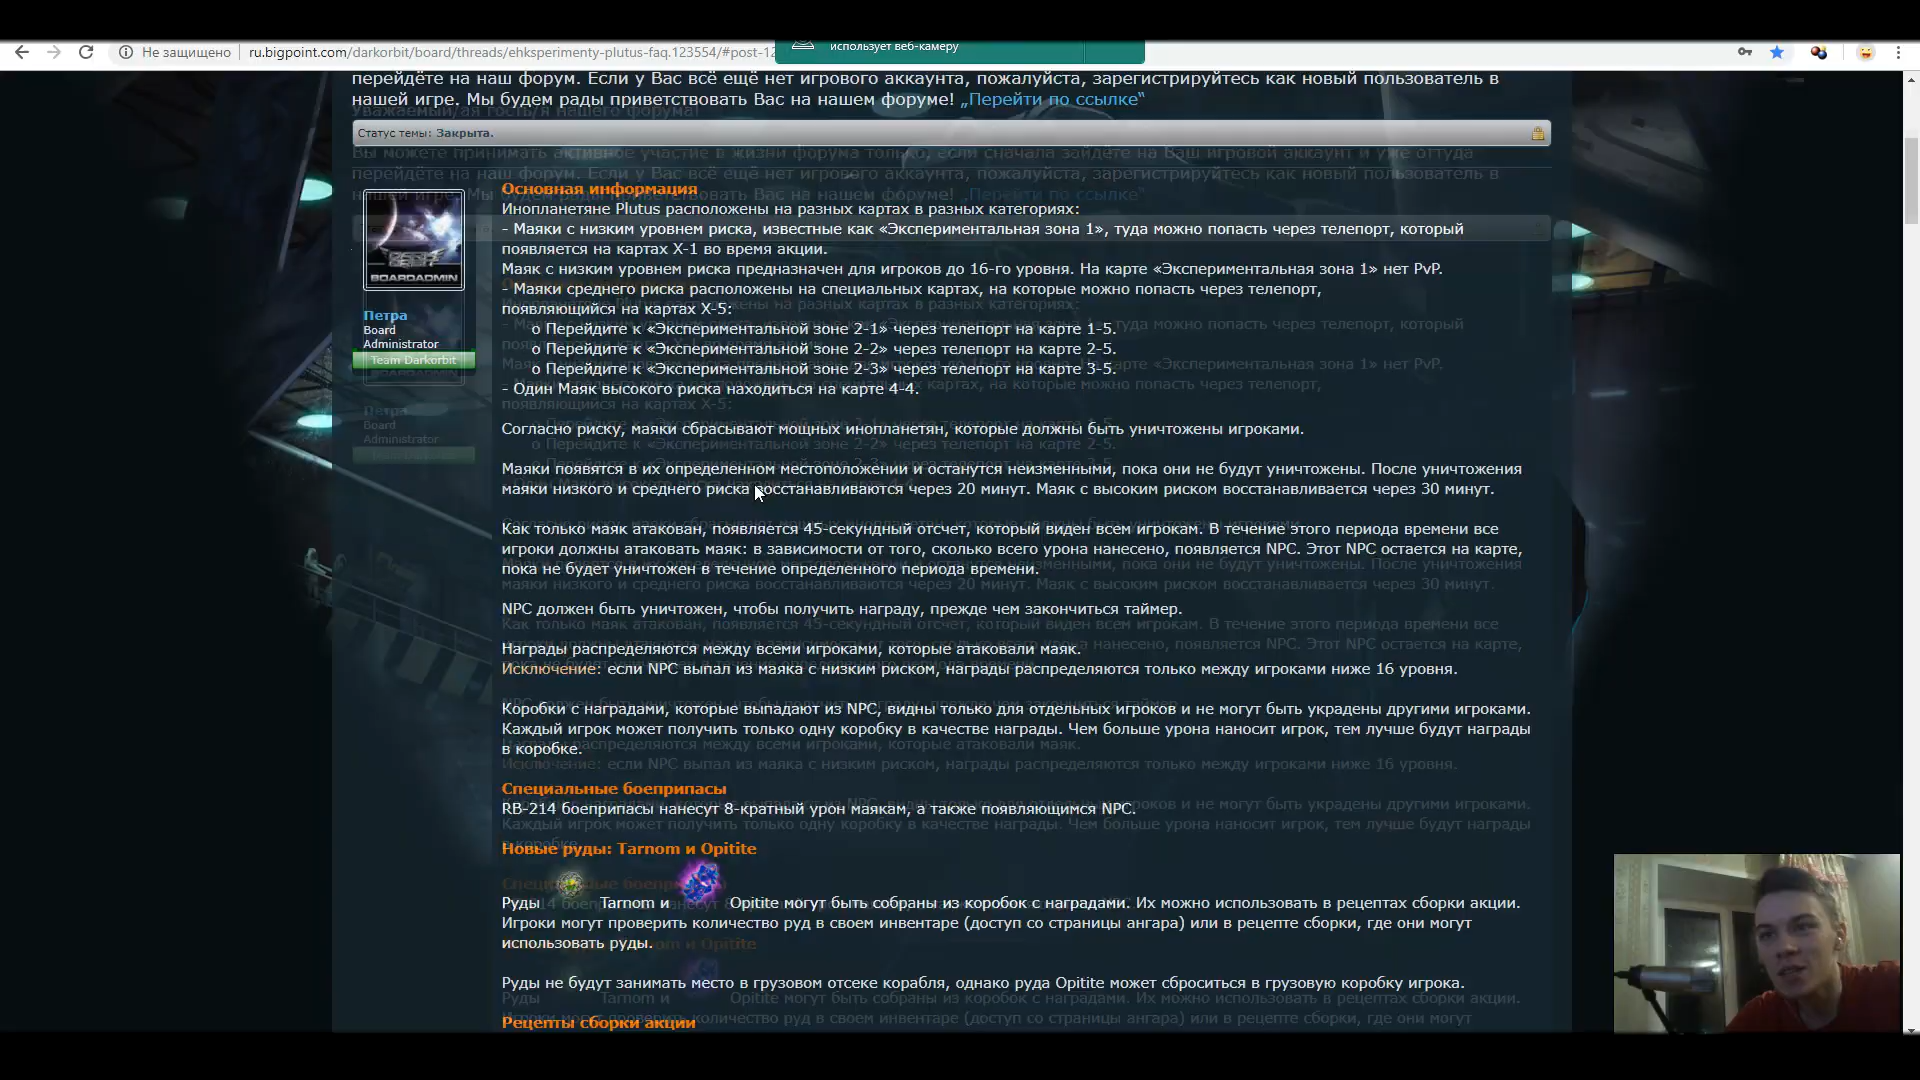 использует веб-камеру
Не защищено
ru.bigpoint.com/darkorbit/board/threads/ehksperimenty-plutus-faq.123554/#post-12
перейдёте на наш форум. Если у Вас всё ещё нет игрового аккаунта, пожалуйста, зарегистрируйтесь как новый пользователь в
нашей игре. Мы будем рады приветствовать Вас на нашем форуме! „Перейти по ссылке“
Статус темы: Закрыта.
BOARDADMIN
Петра
Board
Administrator
Team Darkorbit
Основная информация
Инопланетяне Plutus расположены на разных картах в разных категориях:
- Маяки с низким уровнем риска, известные как «Экспериментальная зона 1», туда можно попасть через телепорт, который
появляется на картах X-1 во время акции.
Маяк с низким уровнем риска предназначен для игроков до 16-го уровня. На карте «Экспериментальная зона 1» нет PvP.
- Маяки среднего риска расположены на специальных картах, на которые можно попасть через телепорт,
появляющийся на картах X-5:
o Перейдите к «Экспериментальной зоне 2-1» через телепорт на карте 1-5.
o Перейдите к «Экспериментальной зоне 2-2» через телепорт на карте 2-5.
o Перейдите к «Экспериментальной зоне 2-3» через телепорт на карте 3-5.
- Один Маяк высокого риска находиться на карте 4-4.
Согласно риску, маяки сбрасывают мощных инопланетян, которые должны быть уничтожены игроками.
Маяки появятся в их определенном местоположении и останутся неизменными, пока они не будут уничтожены. После уничтожения
маяки низкого и среднего риска восстанавливаются через 20 минут. Маяк с высоким риском восстанавливается через 30 минут.
Как только маяк атакован, появляется 45-секундный отсчет, который виден всем игрокам. В течение этого периода времени все
игроки должны атаковать маяк: в зависимости от того, сколько всего урона нанесено, появляется NPC. Этот NPC остается на карте,
пока не будет уничтожен в течение определенного периода времени.
NPC должен быть уничтожен, чтобы получить награду, прежде чем закончиться таймер.
Награды распределяются между всеми игроками, которые атаковали маяк.
Исключение: если NPC выпал из маяка с низким риском, награды распределяются только между игроками ниже 16 уровня.
Коробки с наградами, которые выпадают из NPC, видны только для отдельных игроков и не могут быть украдены другими игроками.
Каждый игрок может получить только одну коробку в качестве награды. Чем больше урона наносит игрок, тем лучше будут награды
в коробке.
Специальные боеприпасы
RB-214 боеприпасы нанесут 8-кратный урон маякам, а также появляющимся NPC.
Новые руды: Tarnom и Opitite
Руды Tarnom и Opitite могут быть собраны из коробок с наградами. Их можно использовать в рецептах сборки акции.
Игроки могут проверить количество руд в своем инвентаре (доступ со страницы ангара) или в рецепте сборки, где они могут
использовать руды.
Руды не будут занимать место в грузовом отсеке корабля, однако руда Opitite может сброситься в грузовую коробку игрока.
Рецепты сборки акции